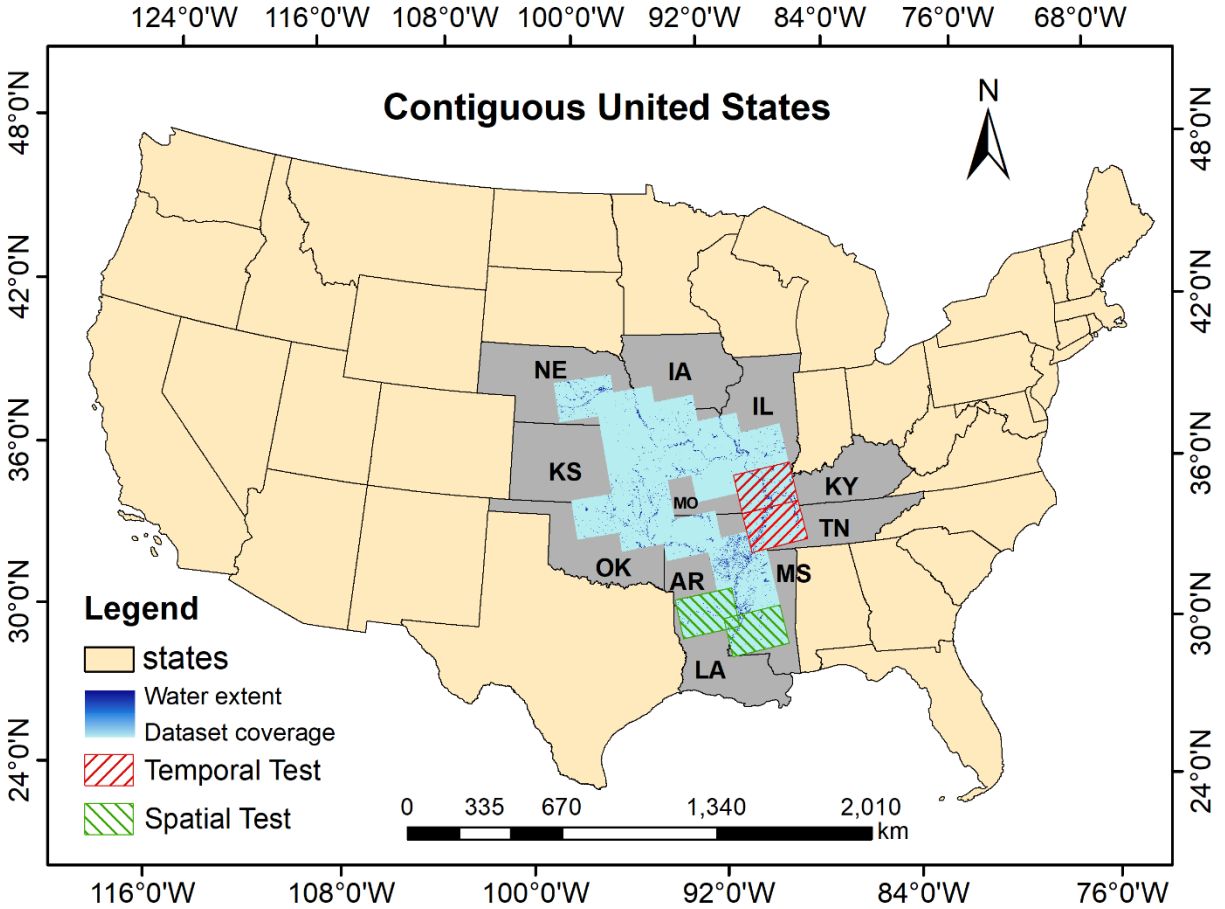 124°0'W 116°0'W 108°0'W 100°0'W 92°0'W 84°0'W 76°0'W 68°0'W
Contiguous United States
N
48°0'N
48°0'N
42°0'N
42°0'N
36°0'N
36°0'N
30°0'N
30°0'N
24°0'N
24°0'N
NE
IA
IL
KS
MO
KY
TN
OK
AR
MS
LA
Legend
states
Water extent
Dataset coverage
Temporal Test
Spatial Test
0 335 670 1,340 2,010
km
116°0'W 108°0'W 100°0'W 92°0'W 84°0'W 76°0'W